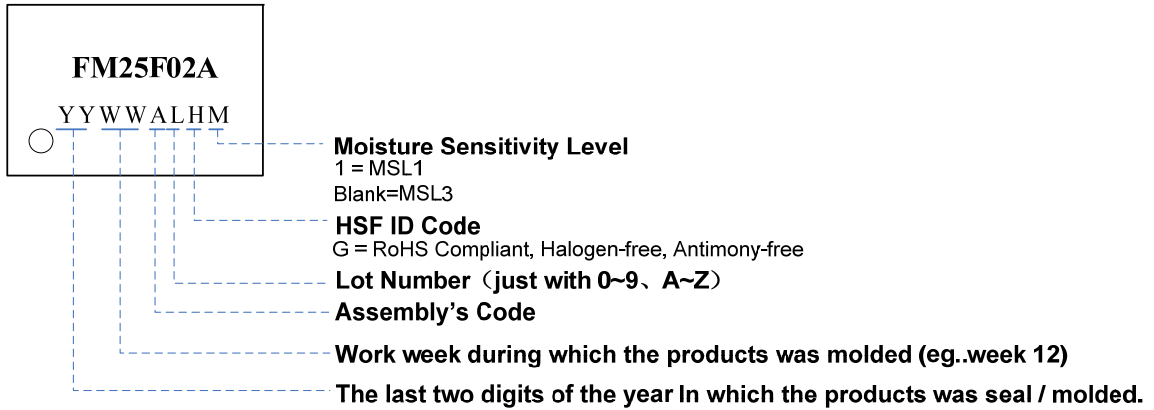 FM25F02A
YYWWALHM
Moisture Sensitivity Level
1 = MSL1
Blank=MSL3
HSF ID Code
G = RoHS Compliant, Halogen-free, Antimony-free
Lot Number（just with 0~9、A~Z）
Assembly's Code
Work week during which the products was molded (eg..week 12)
The last two digits of the year In which the products was seal / molded.